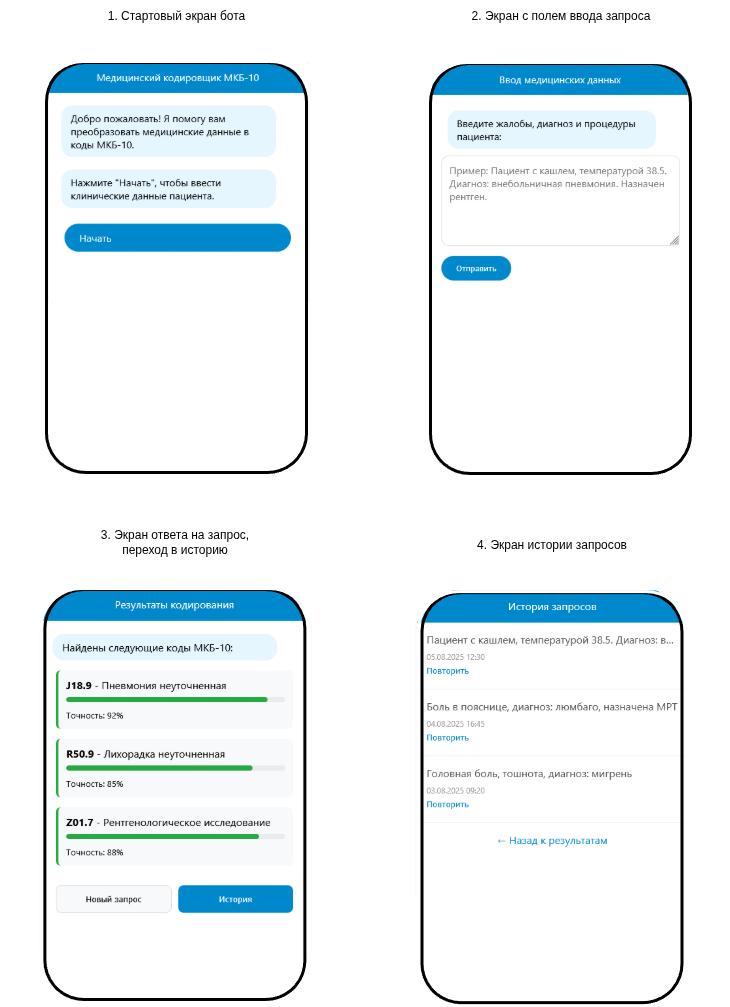 1. Стартовый экран бота
Медицинский кодировщик МКБ-10
Добро пожаловать! Я помогу вам
преобразовать медицинские данные в
коды МКБ-10.
Нажмите "Начать", чтобы ввести
клинические данные пациента.
Начать
2. Экран с полем ввода запроса
Ввод медицинских данных
Введите жалобы, диагноз и процедуры
пациента:
Пример: Пациент с кашлем, температурой 38.5.
Диагноз: внебольничная пневмония. Назначен
рентген.
Отправить
3. Экран ответа на запрос,
переход в историю
Результаты кодирования
Найдены следующие коды МКБ-10:
J18.9 - Пневмония неуточненная
Точность: 92%
R50.9 - Лихорадка неуточненная
Точность: 85%
Z01.7 - Рентгенологическое исследование
Точность: 88%
Новый запрос
История
4. Экран истории запросов
История запросов
Пациент с кашлем, температурой 38.5. Диагноз: в...
05.08.2025 12:30
Повторить
Боль в пояснице, диагноз: люмбаго, назначена МРТ
04.08.2025 16:45
Повторить
Головная боль, тошнота, диагноз: мигрень
03.08.2025 09:20
Повторить
← Назад к результатам